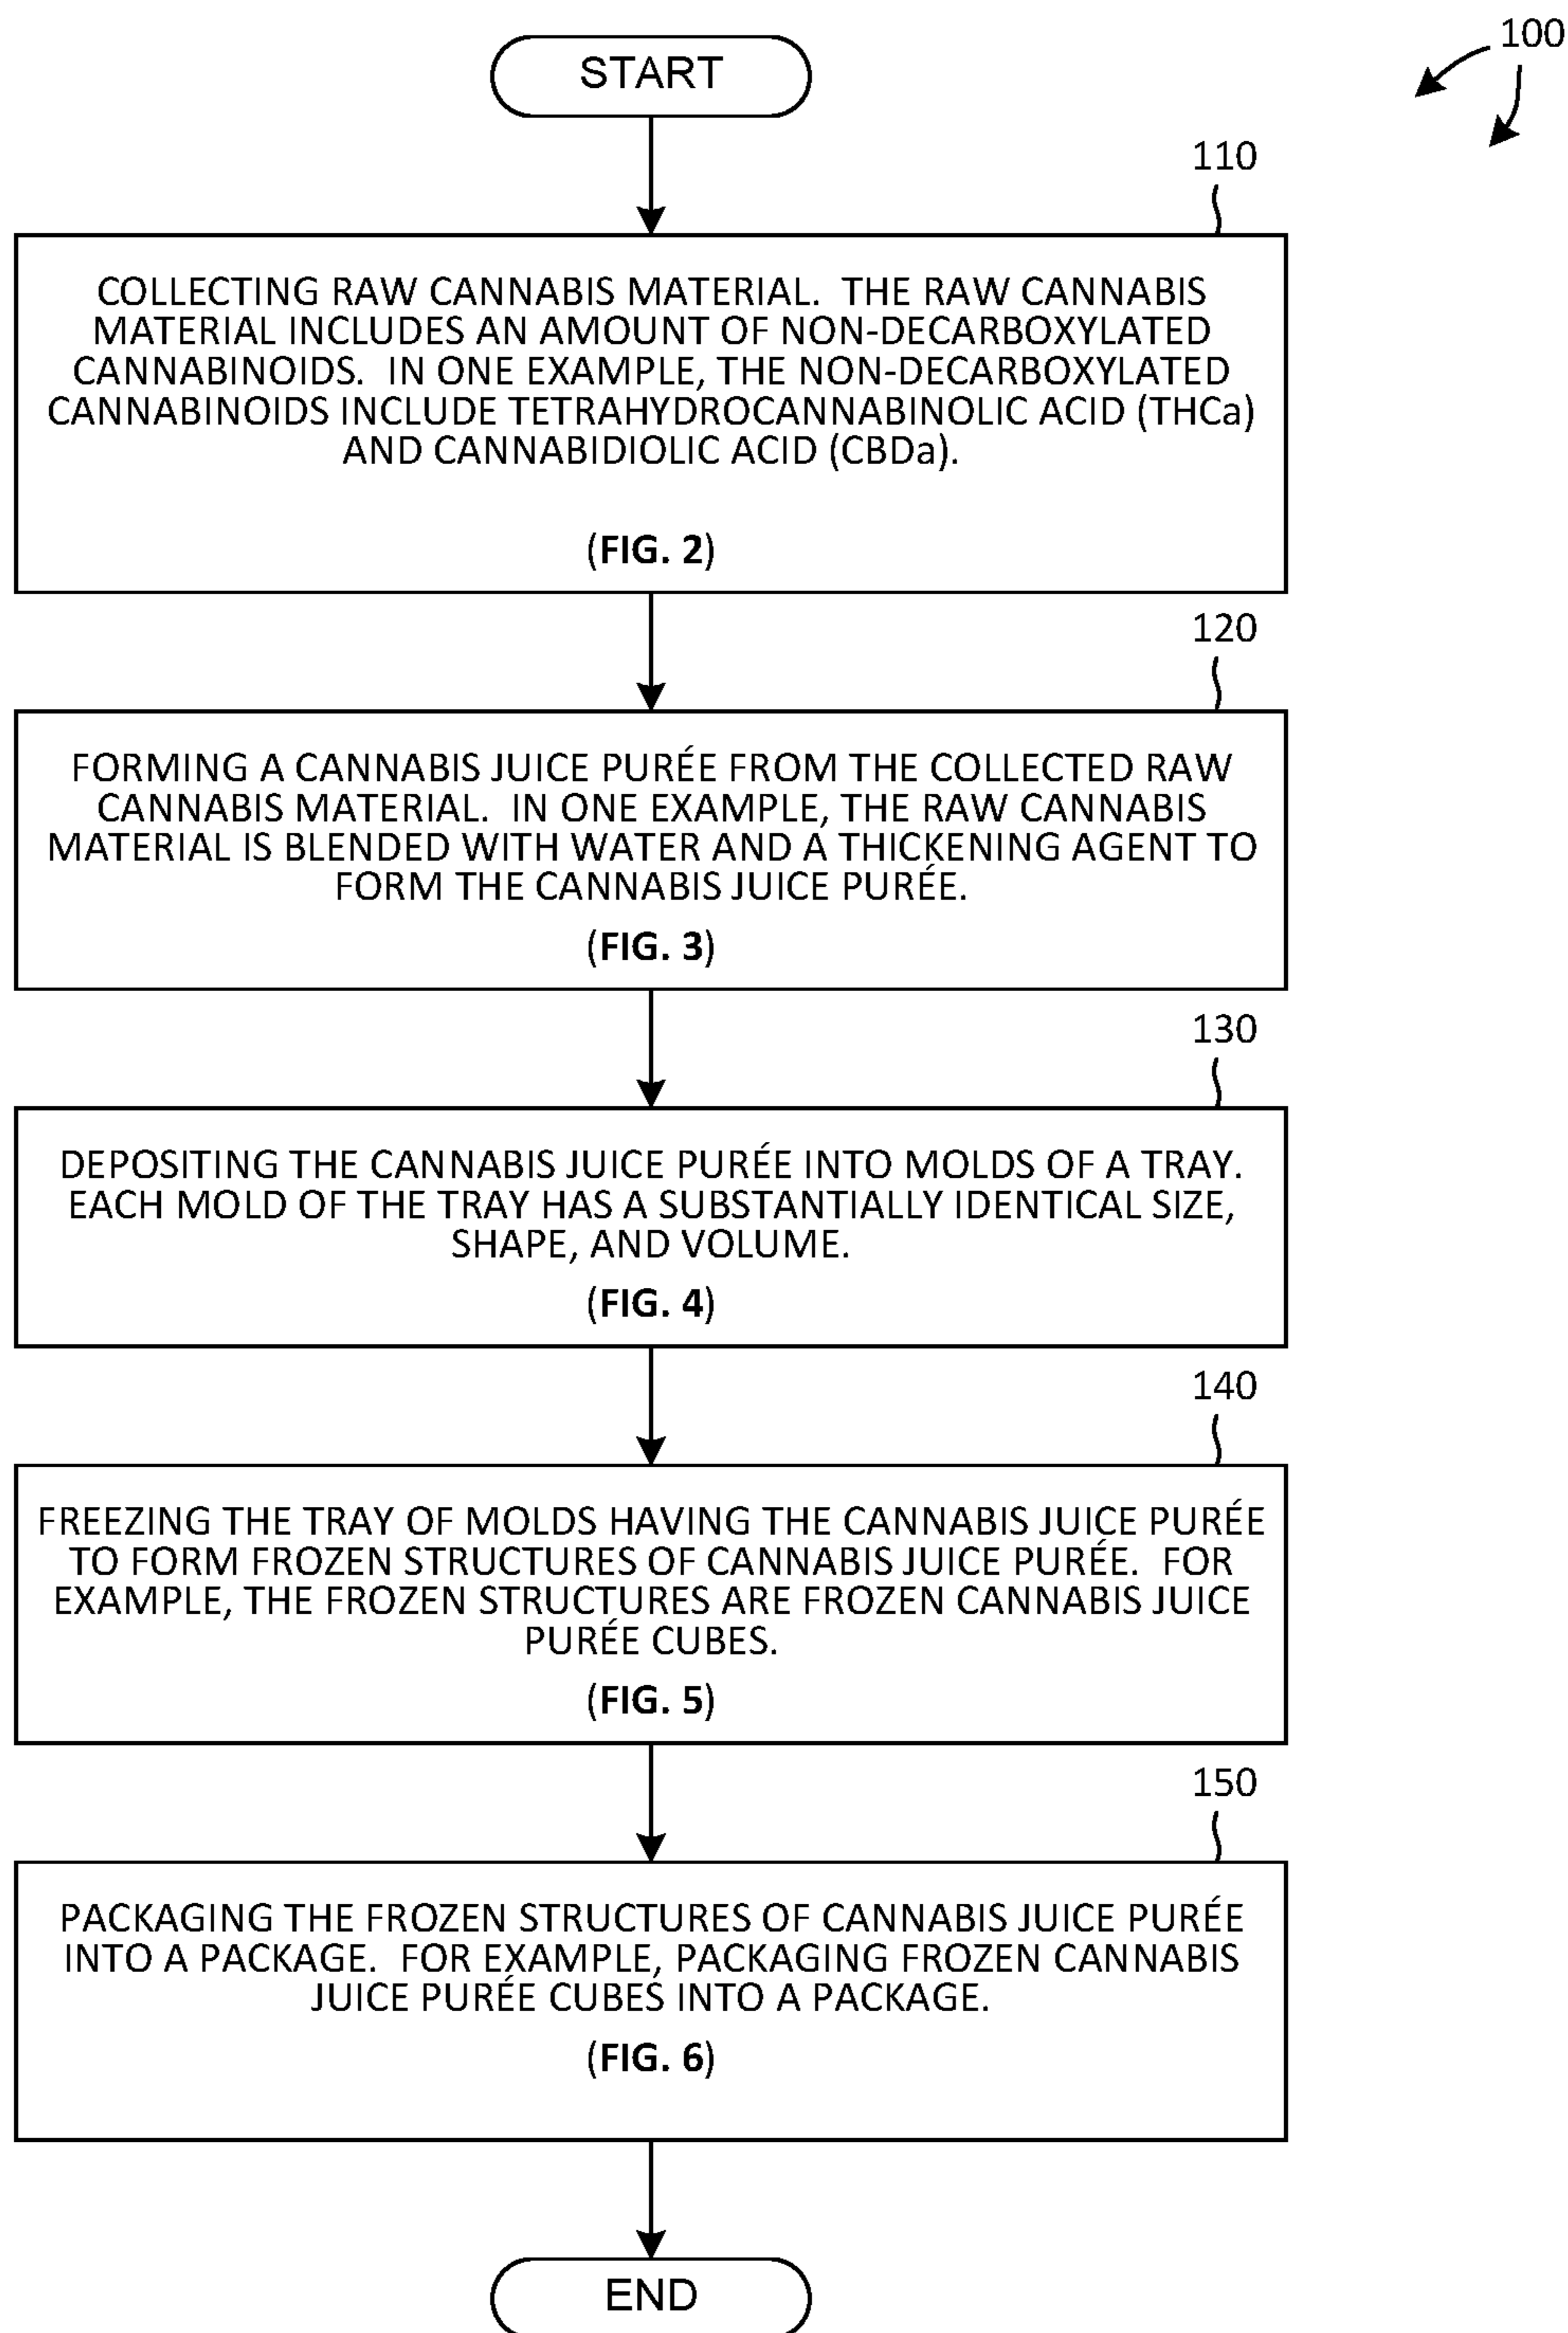 START
100
110
COLLECTING RAW CANNABIS MATERIAL. THE RAW CANNABIS
MATERIAL INCLUDES AN AMOUNT OF NON-DECARBOXYLATED
CANNABINOIDS. IN ONE EXAMPLE, THE NON-DECARBOXYLATED
CANNABINOIDS INCLUDE TETRAHYDROCANNABINOLIC ACID (THCa)
AND CANNABIDIOLIC ACID (CBDa).
(FIG. 2)
120
FORMING A CANNABIS JUICE PURÉE FROM THE COLLECTED RAW
CANNABIS MATERIAL. IN ONE EXAMPLE, THE RAW CANNABIS
MATERIAL IS BLENDED WITH WATER AND A THICKENING AGENT TO
FORM THE CANNABIS JUICE PURÉE.
(FIG. 3)
130
DEPOSITING THE CANNABIS JUICE PURÉE INTO MOLDS OF A TRAY.
EACH MOLD OF THE TRAY HAS A SUBSTANTIALLY IDENTICAL SIZE,
SHAPE, AND VOLUME.
(FIG. 4)
140
FREEZING THE TRAY OF MOLDS HAVING THE CANNABIS JUICE PURÉE
TO FORM FROZEN STRUCTURES OF CANNABIS JUICE PURÉE. FOR
EXAMPLE, THE FROZEN STRUCTURES ARE FROZEN CANNABIS JUICE
PURÉE CUBES.
(FIG. 5)
150
PACKAGING THE FROZEN STRUCTURES OF CANNABIS JUICE PURÉE
INTO A PACKAGE. FOR EXAMPLE, PACKAGING FROZEN CANNABIS
JUICE PURÉE CUBES INTO A PACKAGE.
(FIG. 6)
END